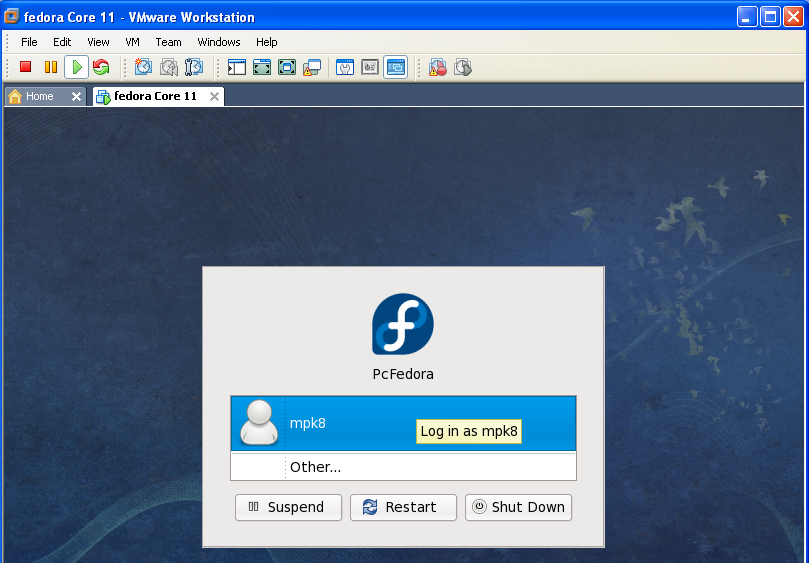 fedora Core 11 - VMware Workstation
File Edit View VM Team Windows Help
Home fedora Core 11
PcFedora
mpk8
Log in as mpk8
Other...
Suspend Restart Shut Down